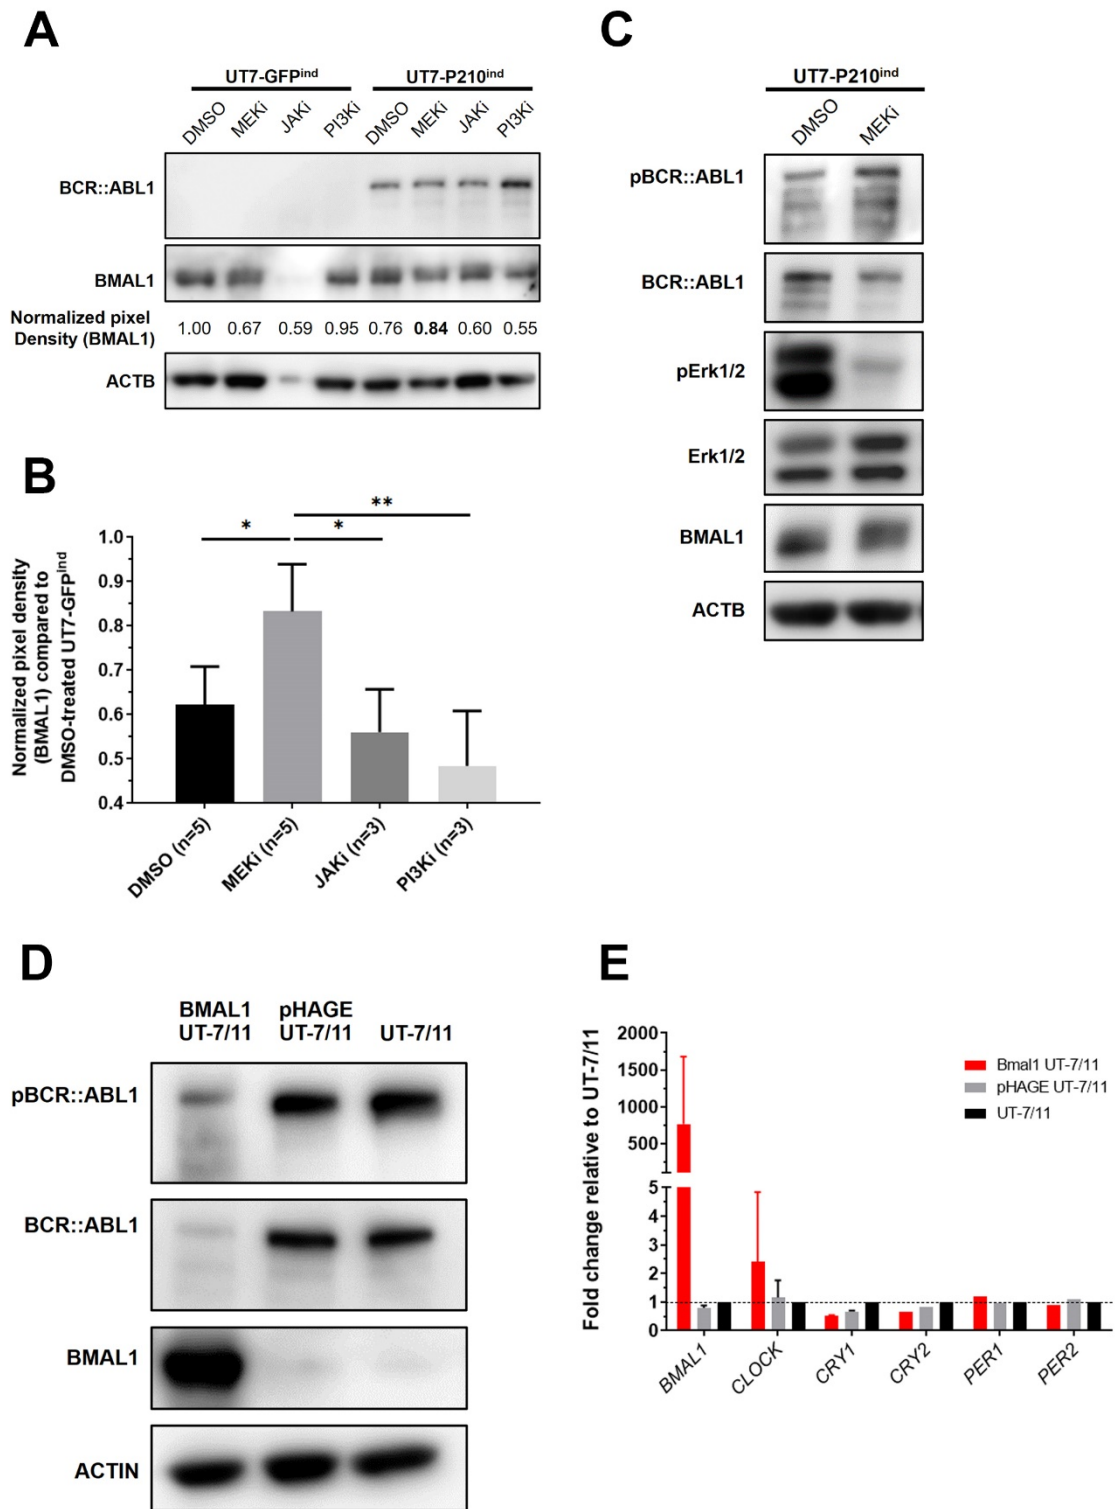 A
UT7-GFPind UT7-P210ind
DMSO MEKi JAKi PI3Ki DMSO MEKi JAKi PI3Ki
BCR::ABL1
BMAL1
Normalized pixel
Density (BMAL1)
1.00 0.67 0.59 0.95 0.76 0.84 0.60 0.55
ACTB
B
Normalized pixel density
(BMAL1) compared to
DMSO-treated UT7-GFPind
1.0
0.9
0.8
0.7
0.6
0.5
0.4
* * **
DMSO (n=5) MEKi (n=5) JAKi (n=3) PI3Ki (n=3)
C
UT7-P210ind
DMSO MEKi
pBCR::ABL1
BCR::ABL1
pErk1/2
Erk1/2
BMAL1
ACTB
D
BMAL1 pHAGE
UT-7/11 UT-7/11 UT-7/11
pBCR::ABL1
BCR::ABL1
BMAL1
ACTIN
E
Fold change relative to UT-7/11
2000
1500
1000
500
5
4
3
2
1
0
Bmal1 UT-7/11
pHAGE UT-7/11
UT-7/11
BMAL1 CLOCK CRY1 CRY2 PER1 PER2